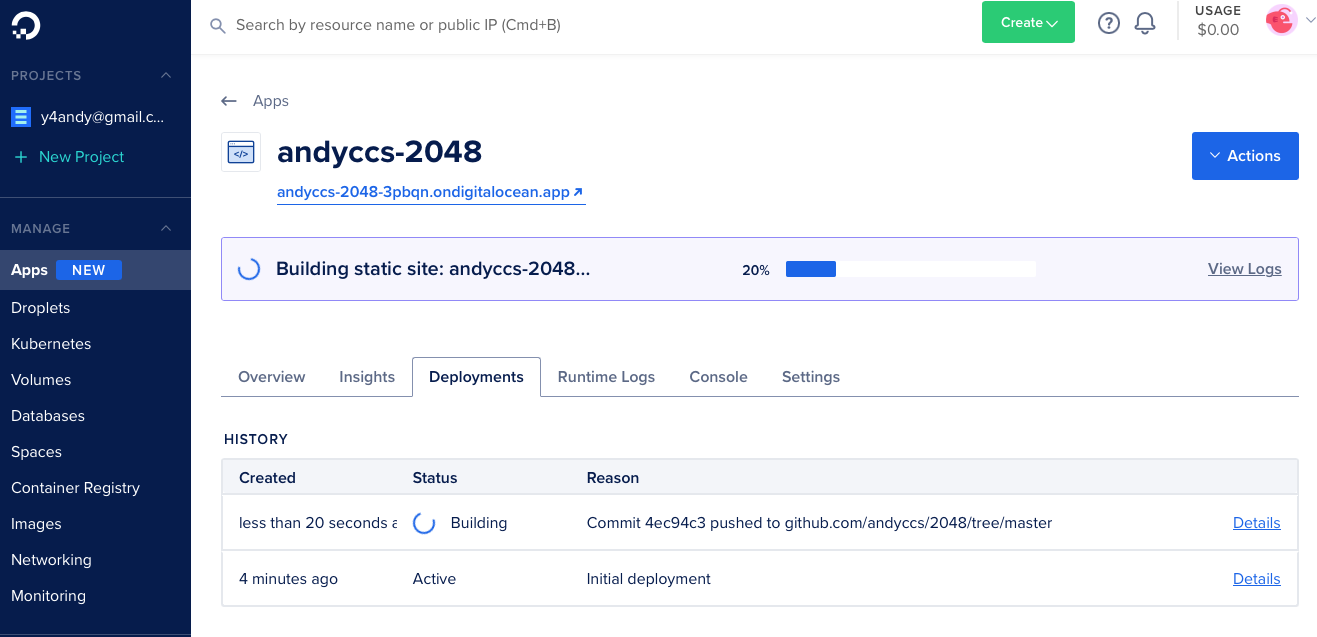 Search by resource name or public IP (Cmd+B)
Create
?
USAGE
$0.00
PROJECTS
y4andy@gmail.c...
+ New Project
MANAGE
Apps NEW
Droplets
Kubernetes
Volumes
Databases
Spaces
Container Registry
Images
Networking
Monitoring
← Apps
</>
andyccs-2048
andyccs-2048-3pbqn.ondigitalocean.app
Actions
Building static site: andyccs-2048... 20% View Logs
Overview Insights Deployments Runtime Logs Console Settings
HISTORY
Created Status Reason
less than 20 seconds a Building Commit 4ec94c3 pushed to github.com/andyccs/2048/tree/master Details
4 minutes ago Active Initial deployment Details